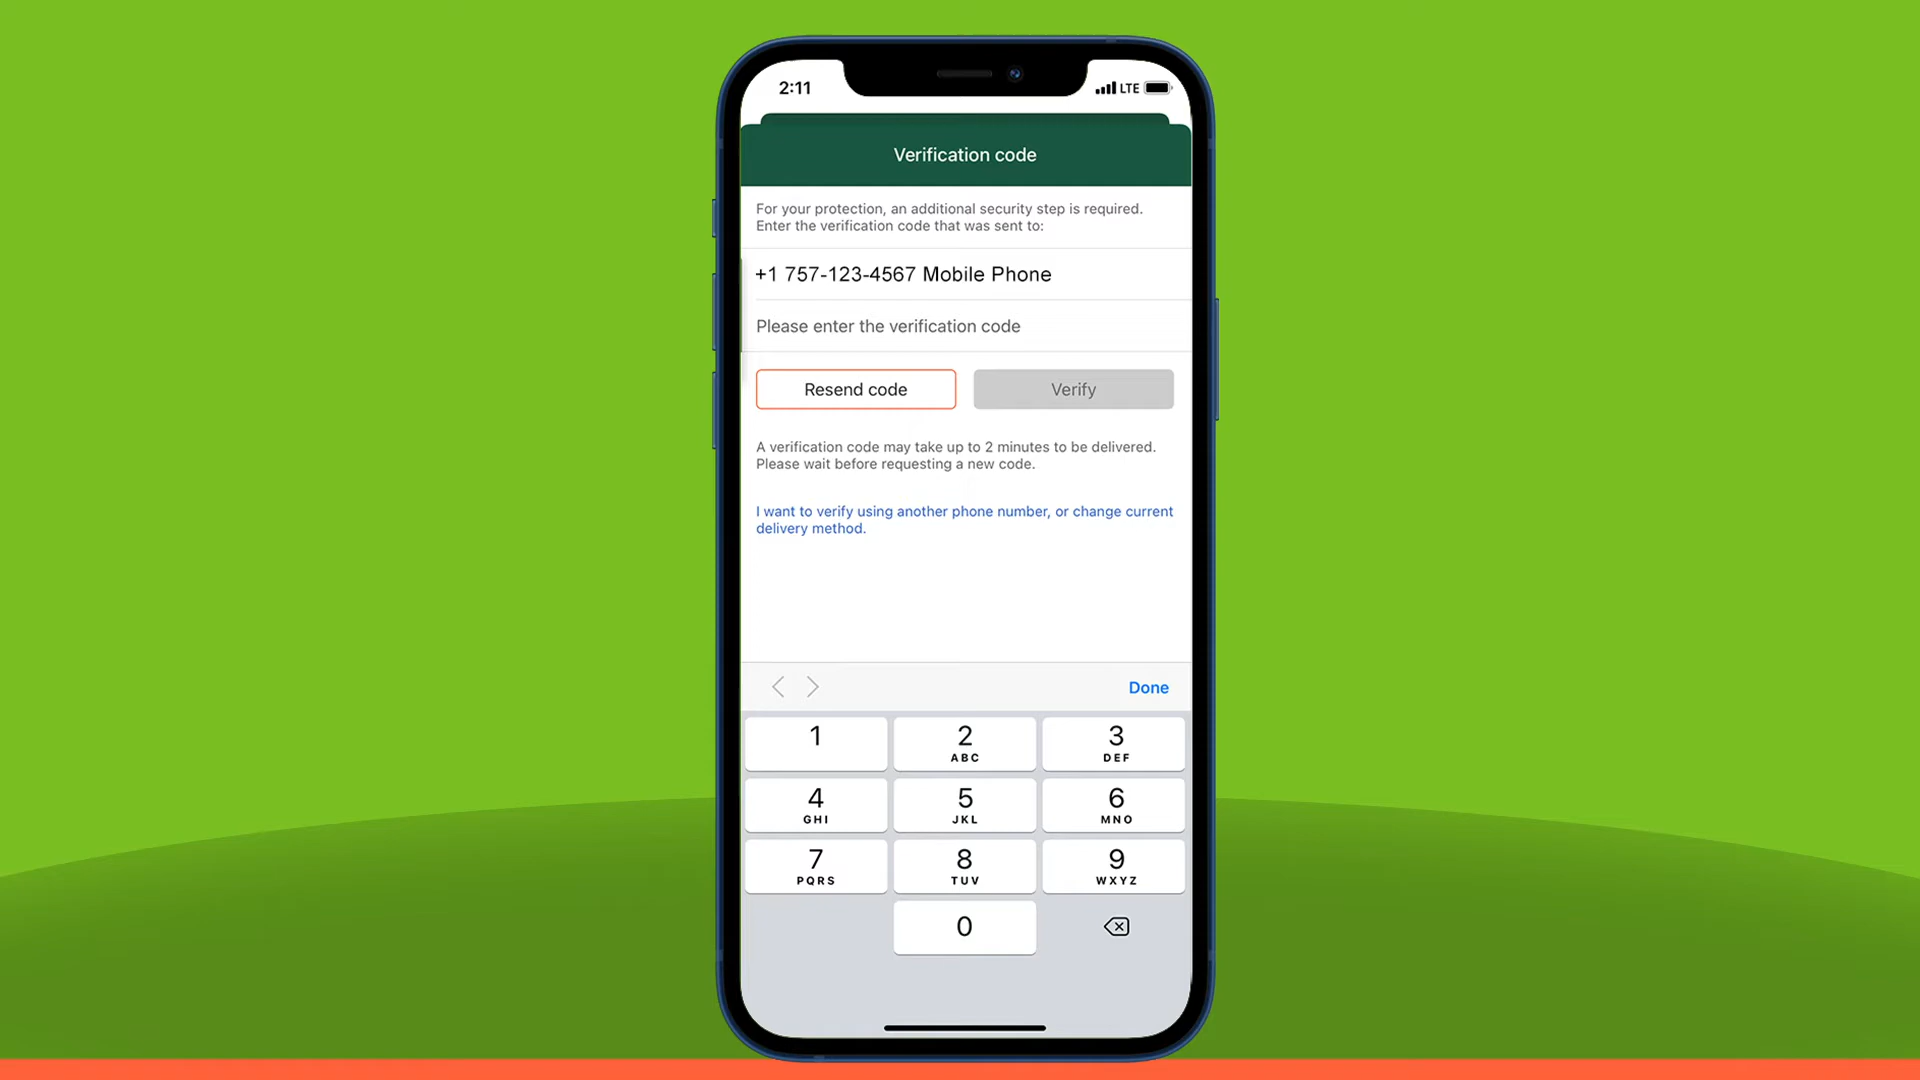 2:11
LTE
Verification code
For your protection, an additional security step is required.
Enter the verification code that was sent to:
+1 757-123-4567 Mobile Phone
Please enter the verification code
Resend code
Verify
A verification code may take up to 2 minutes to be delivered.
Please wait before requesting a new code.
I want to verify using another phone number, or change current
delivery method.
Done
1 2 3
ABC DEF
4 5 6
GHI JKL MNO
7 8 9
PQRS TUV WXYZ
0